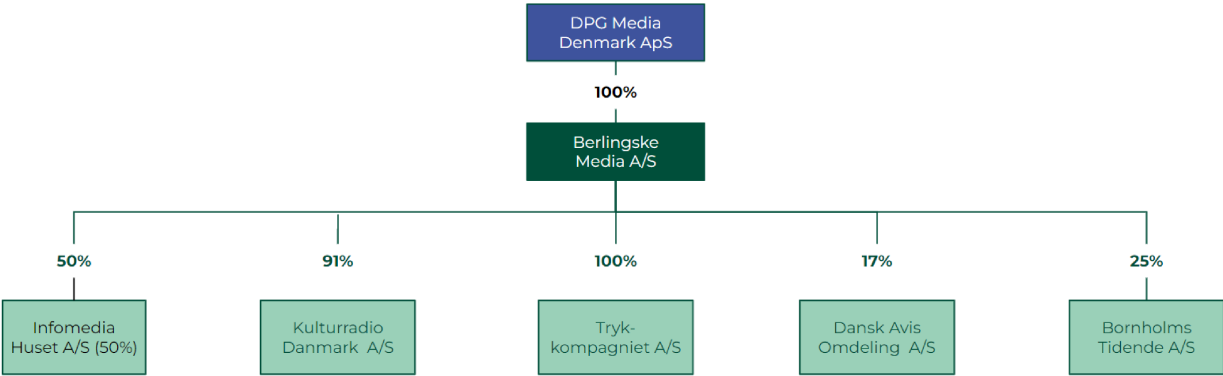 DPG Media
Denmark ApS
100%
Berlingske
Media A/S
50%
91%
100%
17%
25%
Infomedia
Huset A/S (50%)
Kulturradio
Danmark A/S
Tryk-
kompagniet A/S
Dansk Avis
Omdeling A/S
Bornholms
Tidende A/S